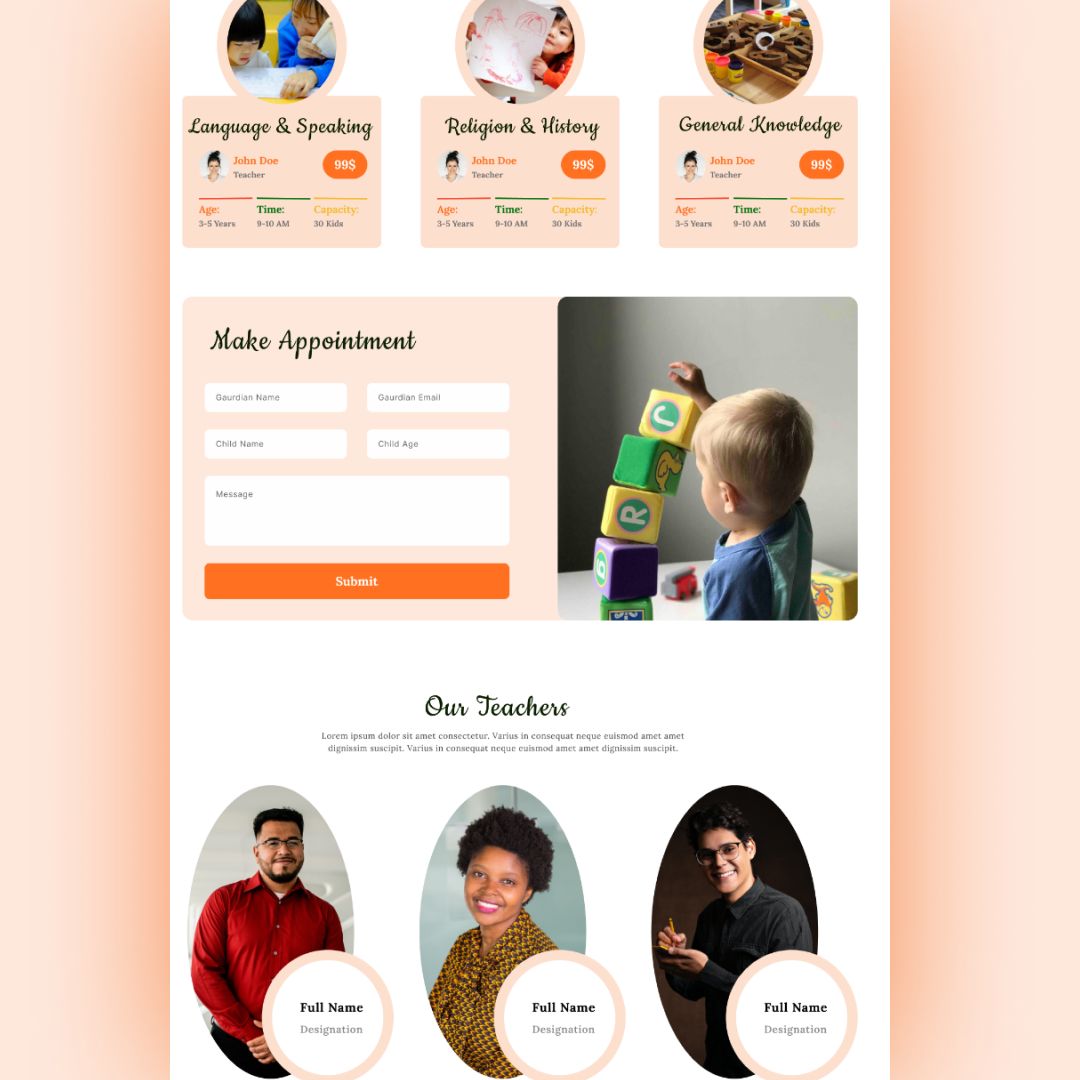 Language & Speaking
John Doe
Teacher
99$
Age:
3-5 Years
Time:
9-10 AM
Capacity:
30 Kids
Religion & History
John Doe
Teacher
99$
Age:
3-5 Years
Time:
9-10 AM
Capacity:
30 Kids
General Knowledge
John Doe
Teacher
99$
Age:
3-5 Years
Time:
9-10 AM
Capacity:
30 Kids
Make Appointment
Gaurdian Name
Gaurdian Email
Child Name
Child Age
Message
Submit
R
Our Teachers
Lorem ipsum dolor sit amet consectetur. Varius in consequat neque euismod amet amet
dignissim suscipit. Varius in consequat neque euismod amet amet dignissim suscipit.
Full Name
Designation
Full Name
Designation
Full Name
Designation